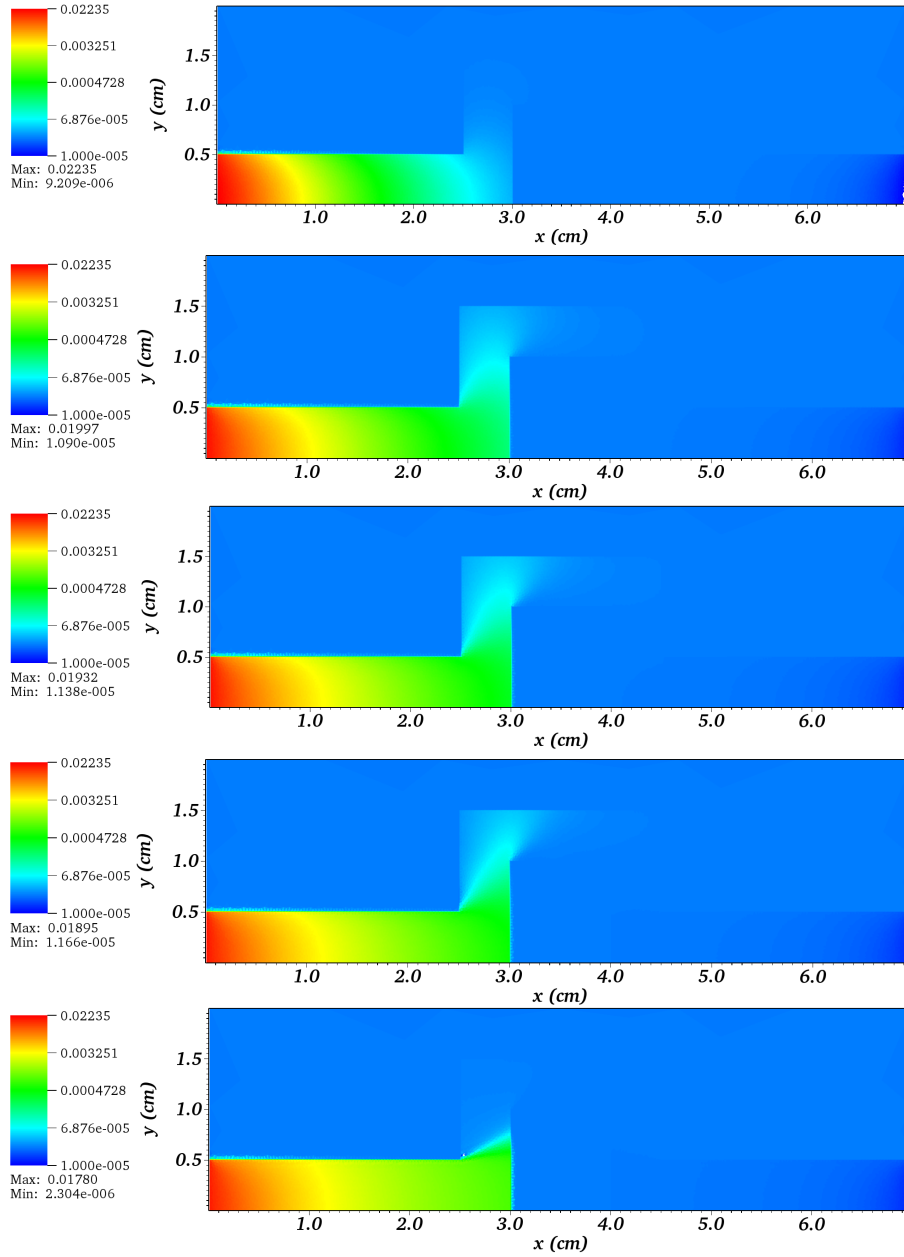 0.02235
0.003251
0.0004728
6.876e-005
1.000e-005
Max: 0.02235
Min: 9.209e-006
y (cm)
1.5
1.0
0.5
1.0 2.0 3.0 4.0 5.0 6.0
x (cm)
0.02235
0.003251
0.0004728
6.876e-005
1.000e-005
Max: 0.01997
Min: 1.090e-005
y (cm)
1.5
1.0
0.5
1.0 2.0 3.0 4.0 5.0 6.0
x (cm)
0.02235
0.003251
0.0004728
6.876e-005
1.000e-005
Max: 0.01932
Min: 1.138e-005
y (cm)
1.5
1.0
0.5
1.0 2.0 3.0 4.0 5.0 6.0
x (cm)
0.02235
0.003251
0.0004728
6.876e-005
1.000e-005
Max: 0.01895
Min: 1.166e-005
y (cm)
1.5
1.0
0.5
1.0 2.0 3.0 4.0 5.0 6.0
x (cm)
0.02235
0.003251
0.0004728
6.876e-005
1.000e-005
Max: 0.01780
Min: 2.304e-006
y (cm)
1.5
1.0
0.5
1.0 2.0 3.0 4.0 5.0 6.0
x (cm)